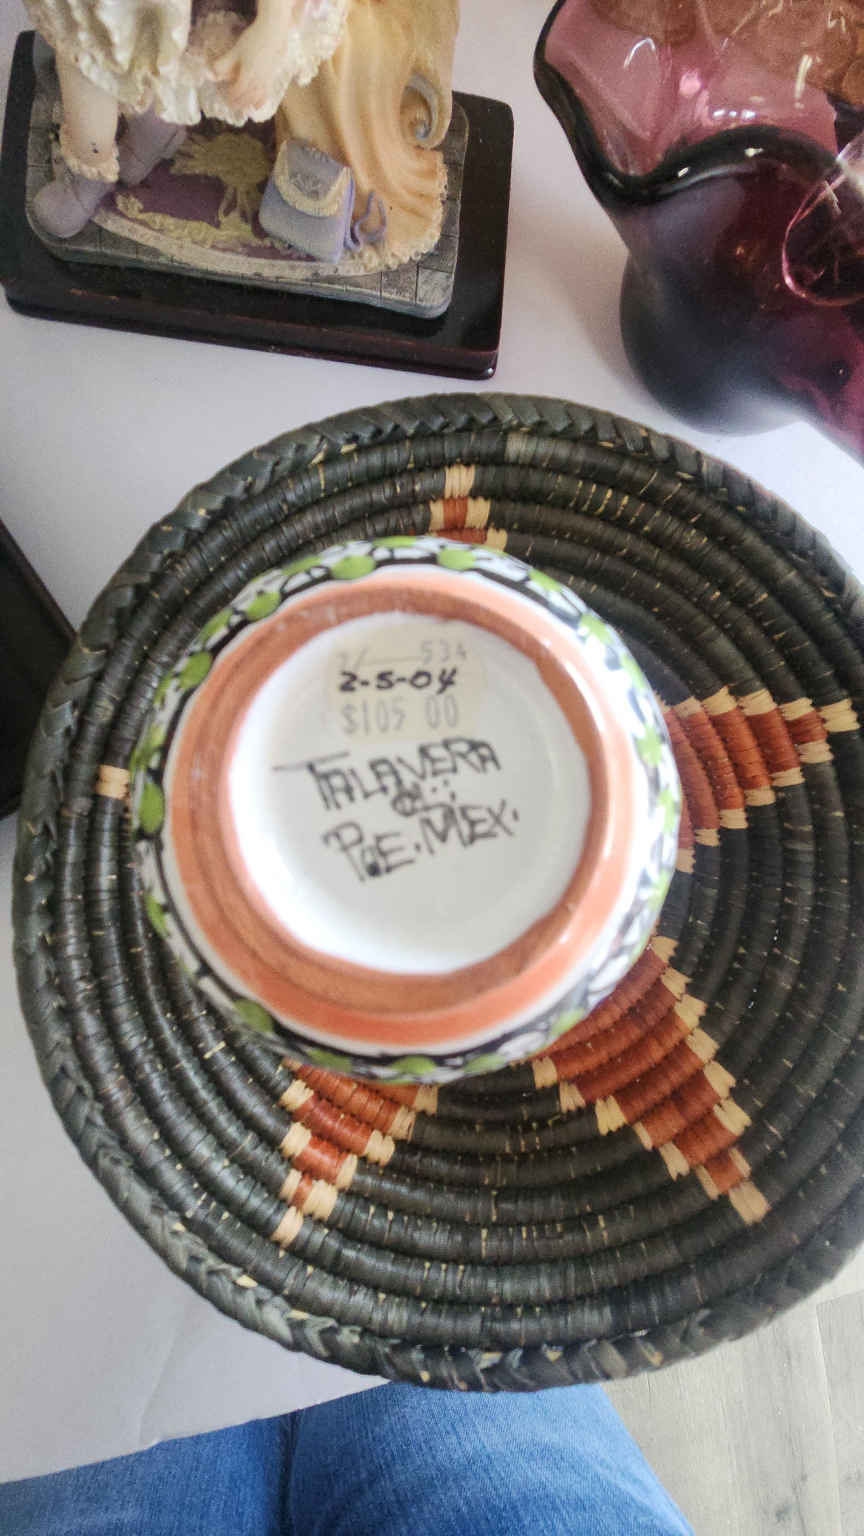 534
2-5-04
$105 00
TALAVERA
PUE. MEX.